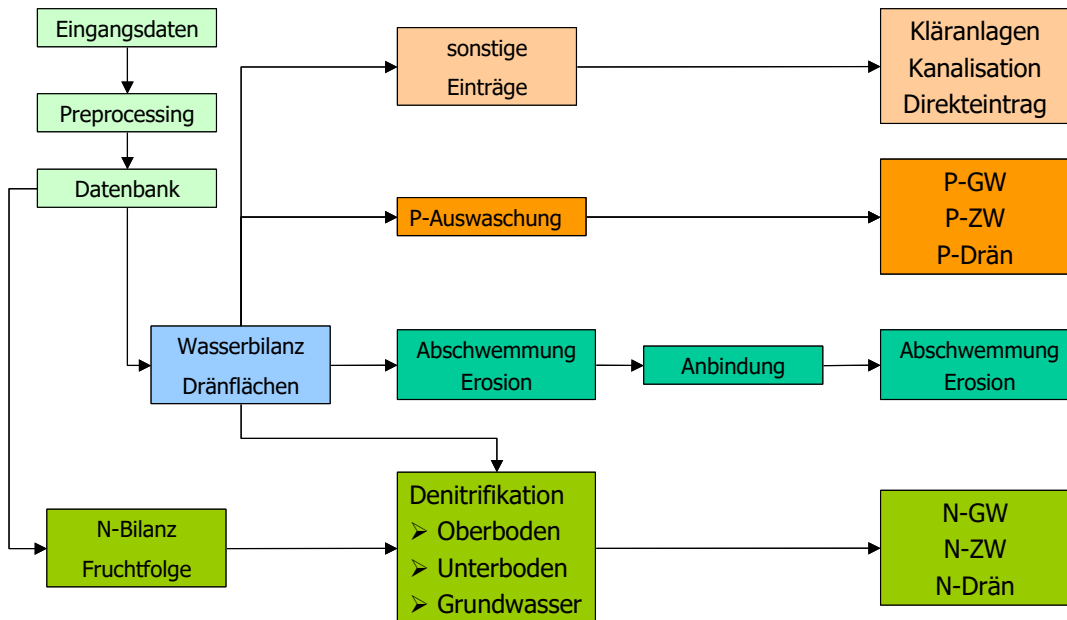 Eingangsdaten
Preprocessing
Datenbank
sonstige
Einträge
Kläranlagen
Kanalisation
Direkteintrag
P-Auswaschung
P-GW
P-ZW
P-Drän
Wasserbilanz
Dränflächen
Abschwemmung
Erosion
Anbindung
Abschwemmung
Erosion
N-Bilanz
Fruchtfolge
Denitrifikation
➢ Oberboden
➢ Unterboden
➢ Grundwasser
N-GW
N-ZW
N-Drän